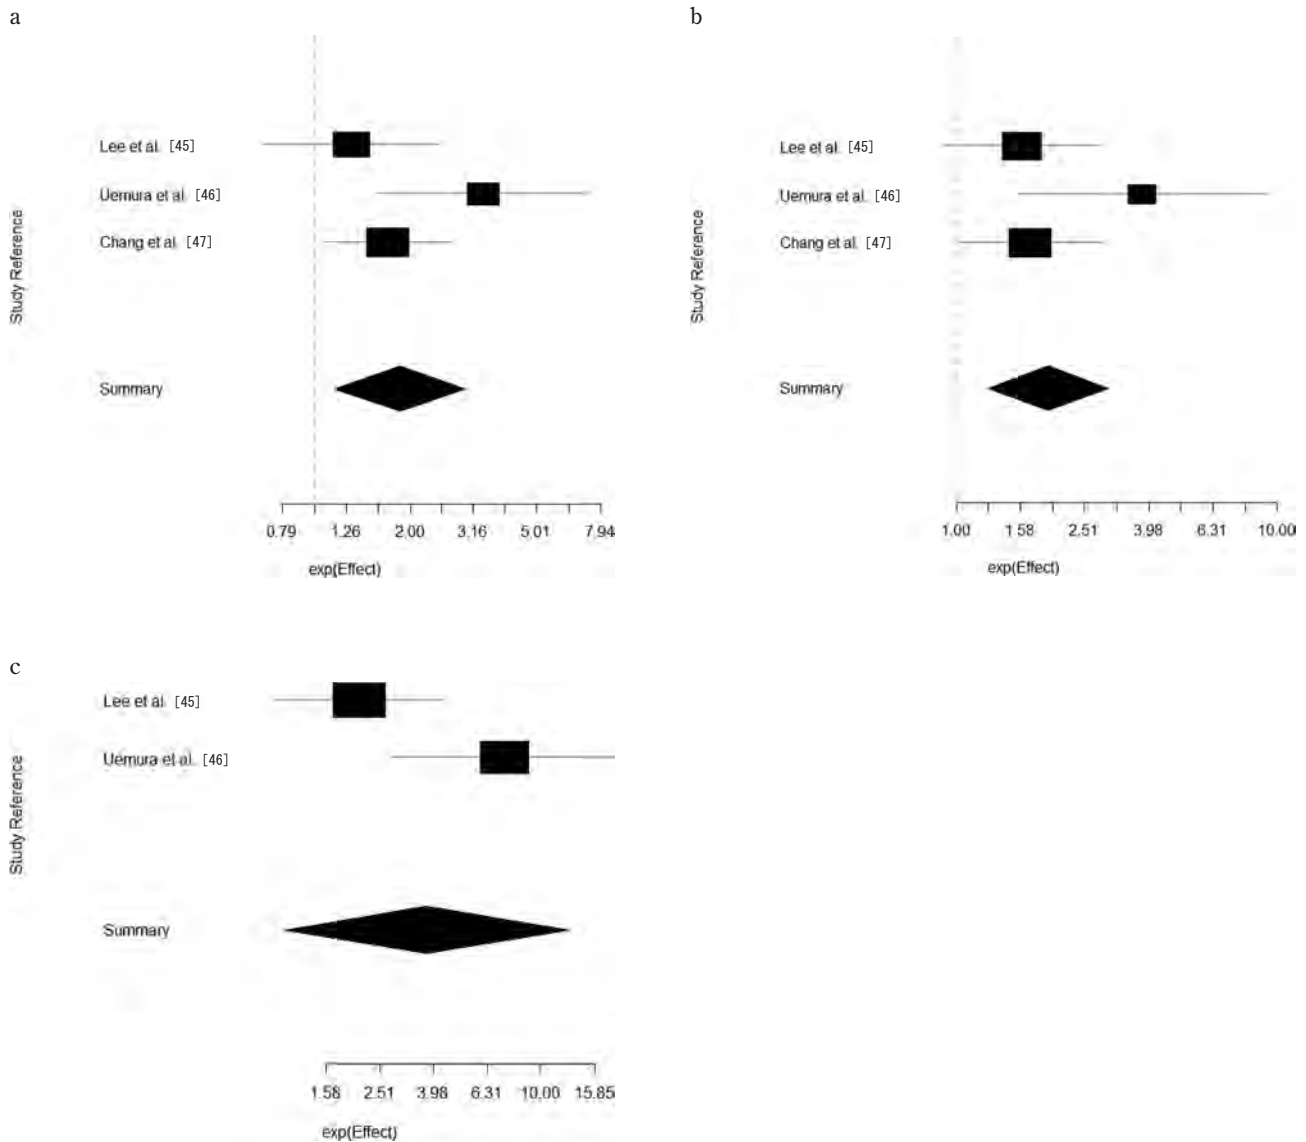 a
Lee et al. [45]
Uemura et al. [46]
Chang et al. [47]
Study Reference
Summary
0.79 1.26 2.00 3.16 5.01 7.94
exp(Effect)
b
Lee et al. [45]
Uemura et al. [46]
Chang et al. [47]
Study Reference
Summary
1.00 1.58 2.51 3.98 6.31 10.00
exp(Effect)
c
Lee et al. [45]
Uemura et al. [46]
Study Reference
Summary
1.58 2.51 3.98 6.31 10.00 15.85
exp(Effect)